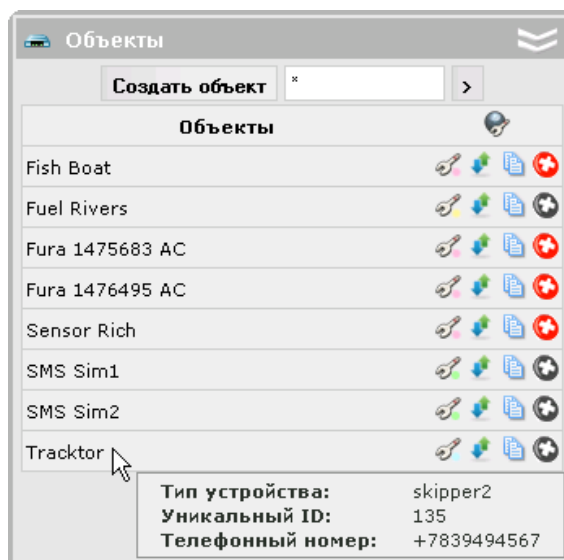 Объекты
Создать объект * >
Объекты
Fish Boat
Fuel Rivers
Fura 1475683 AC
Fura 1476495 AC
Sensor Rich
SMS Sim1
SMS Sim2
Tracktor
Тип устройства: skipper2
Уникальный ID: 135
Телефонный номер: +7839494567